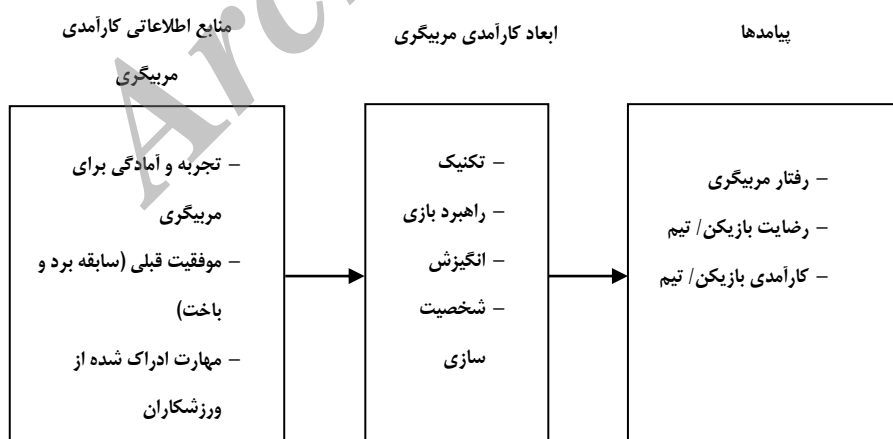 منابع اطلاعاتی کارآمدی
مربیگری
ابعاد کارآمدی مربیگری
پیامدها
– تجربه و آمادگی برای
مربیگری
– موفقیت قبلی (سابقه برد و
باخت)
– مهارت ادراک شده از
ورزشکاران
– تکنیک
– راهبرد بازی
– انگیزش
– شخصیت
سازی
– رفتار مربیگری
– رضایت بازیکن/ تیم
– کارآمدی بازیکن/ تیم